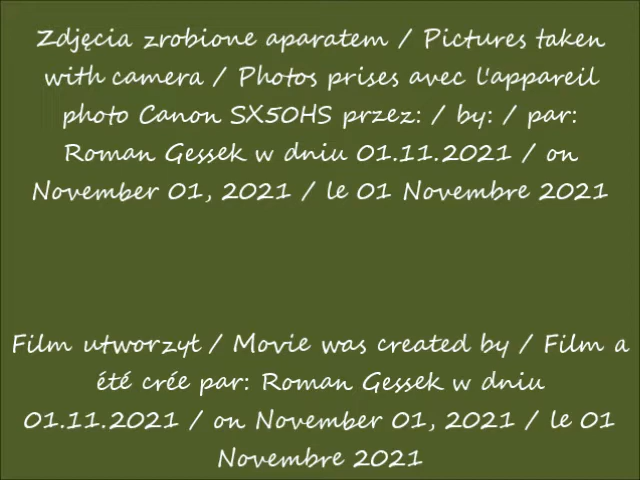 Zdjęcia zrobione aparatem / Pictures taken
with camera / Photos prises avec l'appareil
photo Canon SX50HS przez: / by: / par:
Roman Gessek w dniu 01.11.2021 / on
November 01, 2021 / le 01 Novembre 2021
Film utworzył / Movie was created by / Film a
été crée par: Roman Gessek w dniu
01.11.2021 / on November 01, 2021 / le 01
Novembre 2021